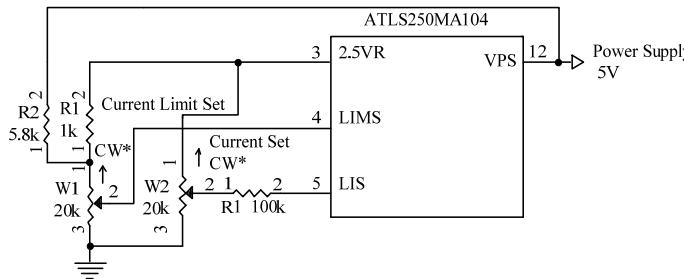 ATLS250MA104
3 2.5VR VPS 12 Power Supply
5V
2 2
R2 R1 Current Limit Set 4 LIMS
5.8k 1k
1 1 CW* Current Set
1 1 CW*
W1 2 W2 2 1 2 5 LIS
20k 20k R1 100k
3 3